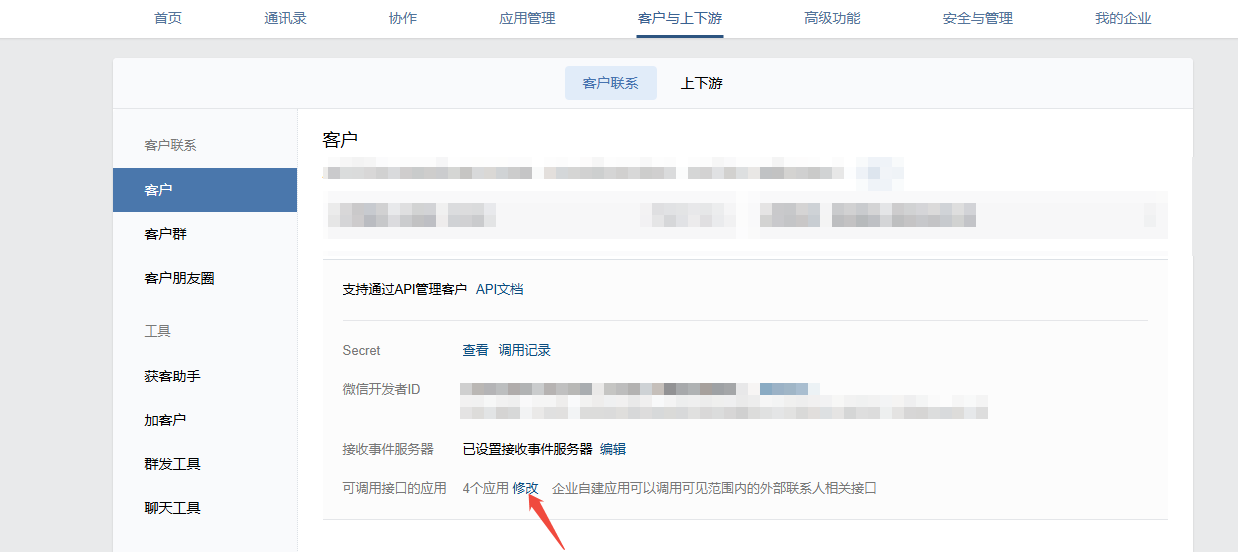 首页 通讯录 协作 应用管理 客户与上下游 高级功能 安全与管理 我的企业
客户联系 上下游
客户联系
客户
客户群
客户朋友圈
工具
获客助手
加客户
群发工具
聊天工具
客户
支持通过API管理客户 API文档
Secret 查看 调用记录
微信开发者ID
接收事件服务器 已设置接收事件服务器 编辑
可调用接口的应用 4个应用 修改 企业自建应用可以调用可见范围内的外部联系人相关接口